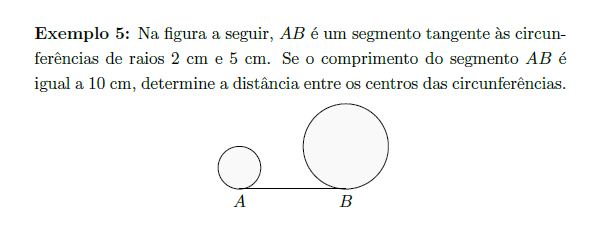 Exemplo 5: Na figura a seguir, AB é um segmento tangente às circun-
ferências de raios 2 cm e 5 cm. Se o comprimento do segmento AB é
igual a 10 cm, determine a distância entre os centros das circunferências.
A B